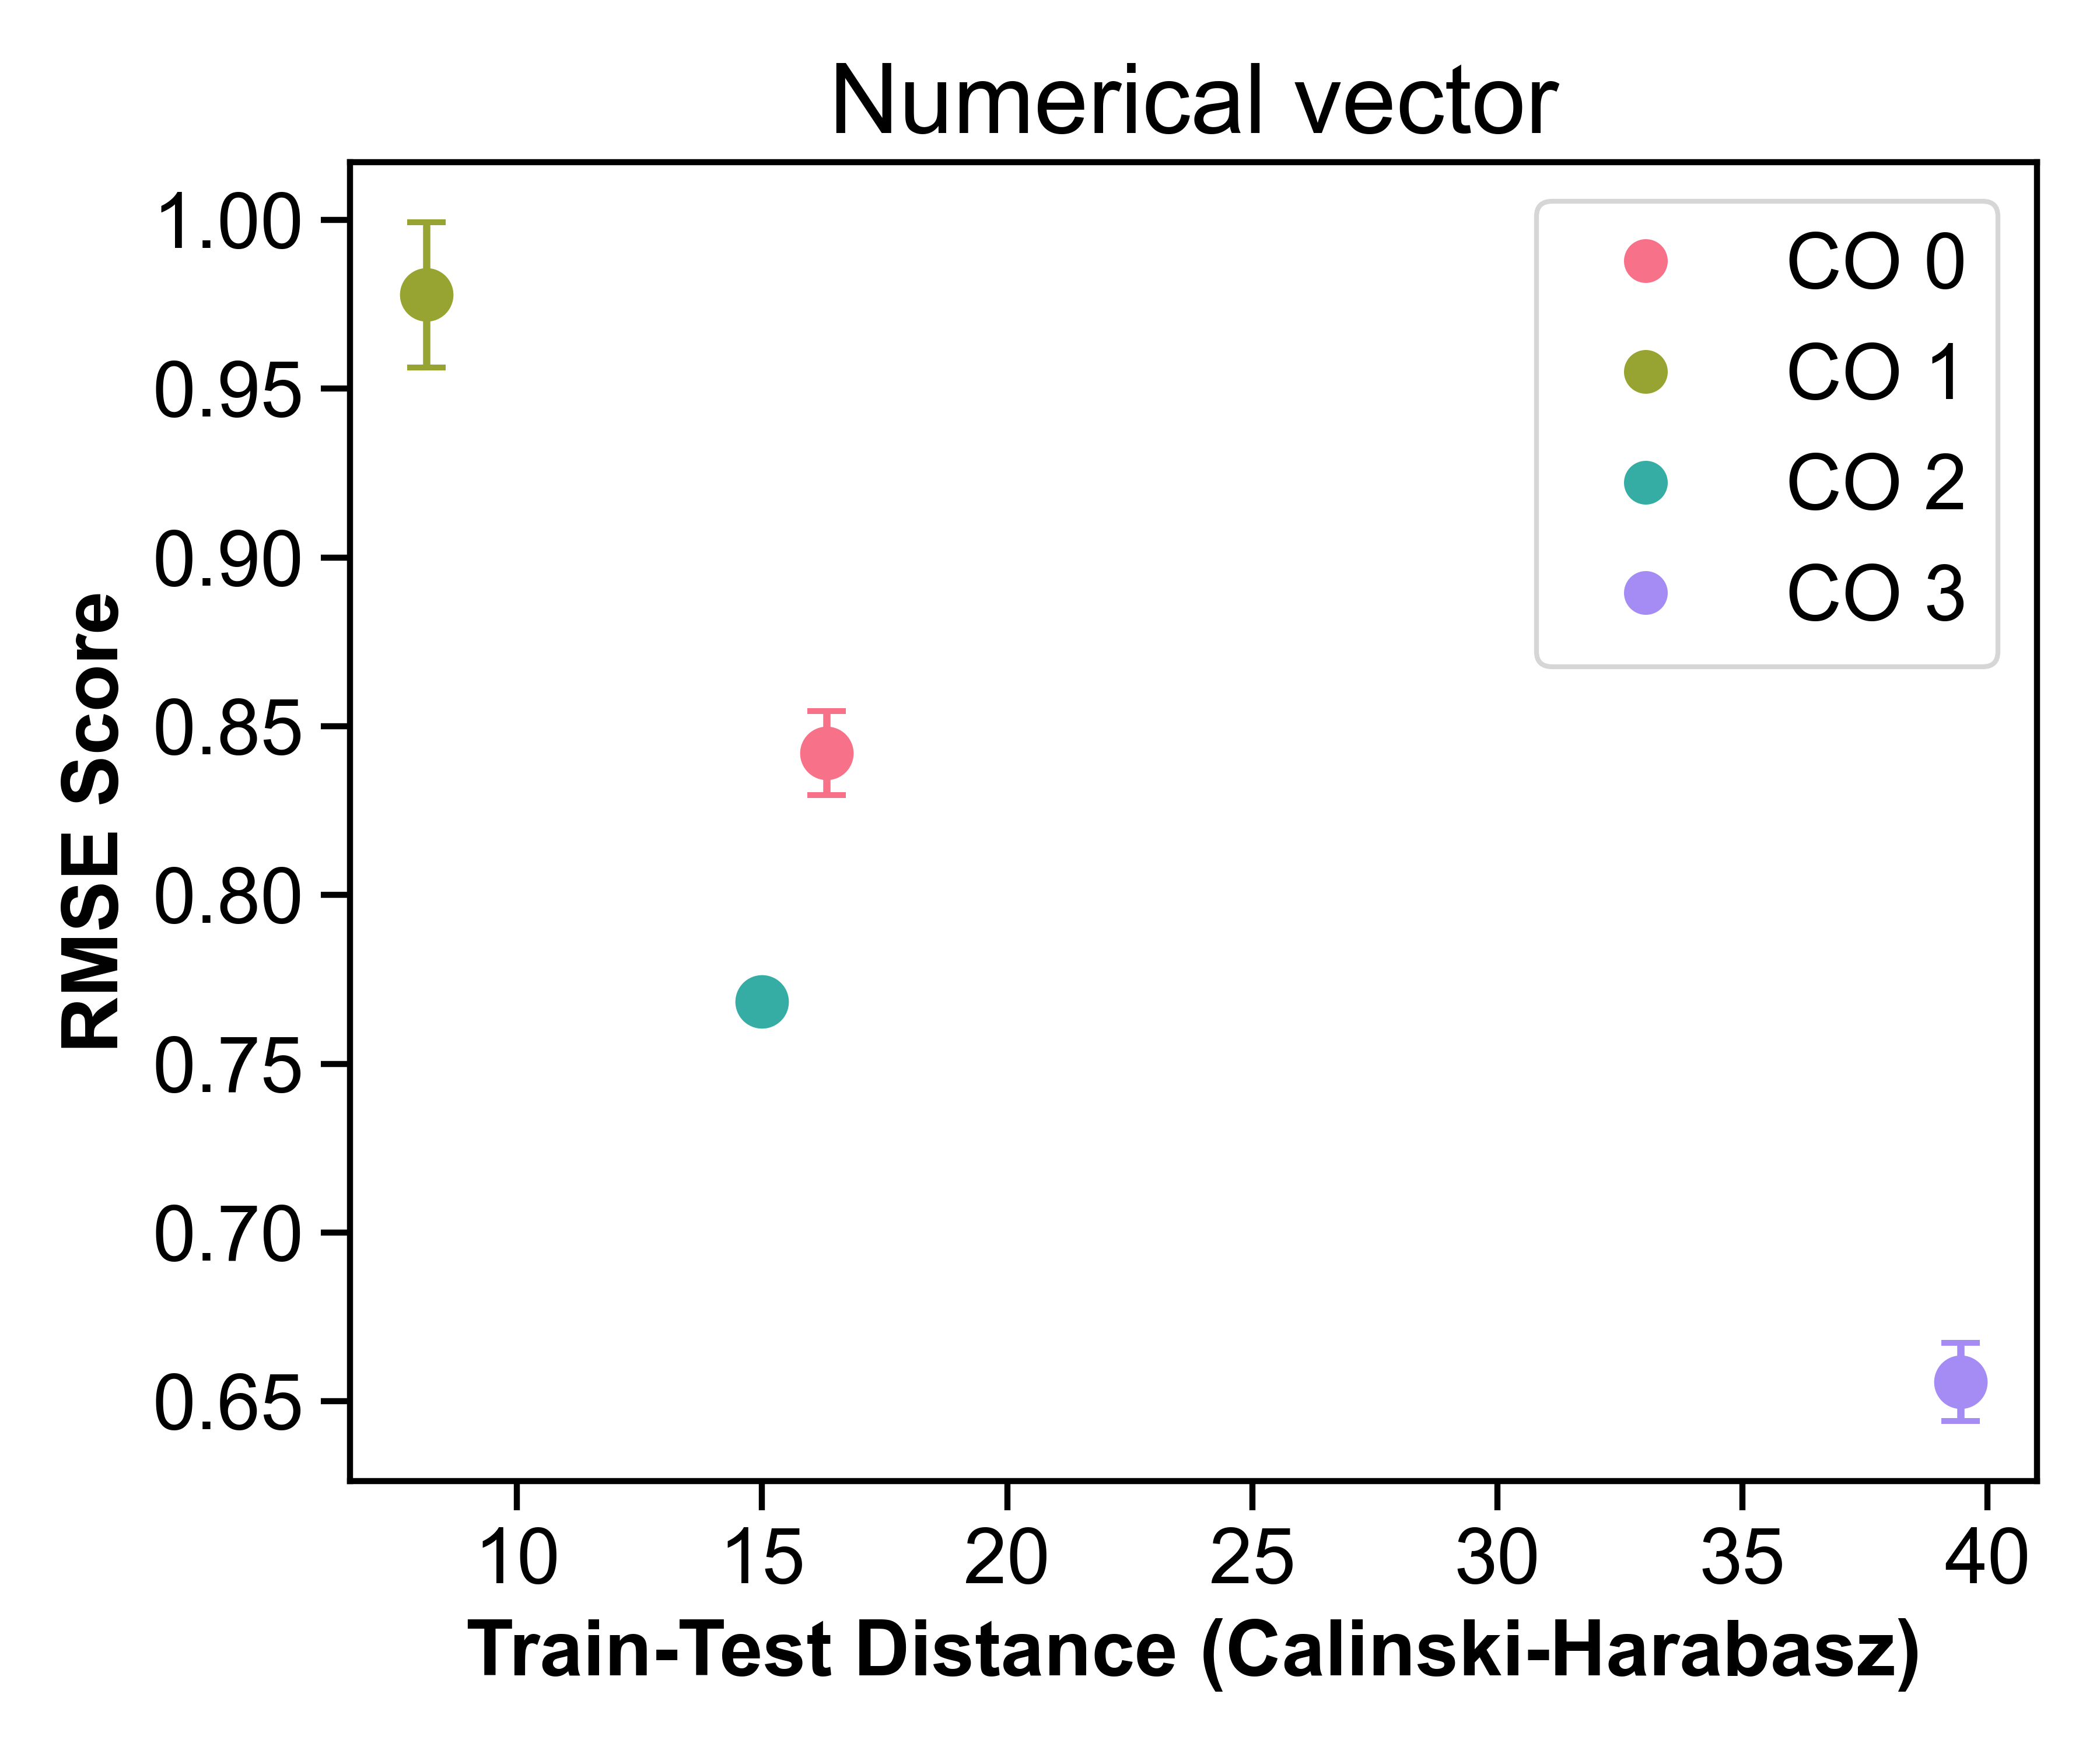 Numerical vector
1.00
0.95
0.90
0.85
0.80
0.75
0.70
0.65
RMSE Score
CO 0
CO 1
CO 2
CO 3
10 15 20 25 30 35 40
Train-Test Distance (Calinski-Harabasz)